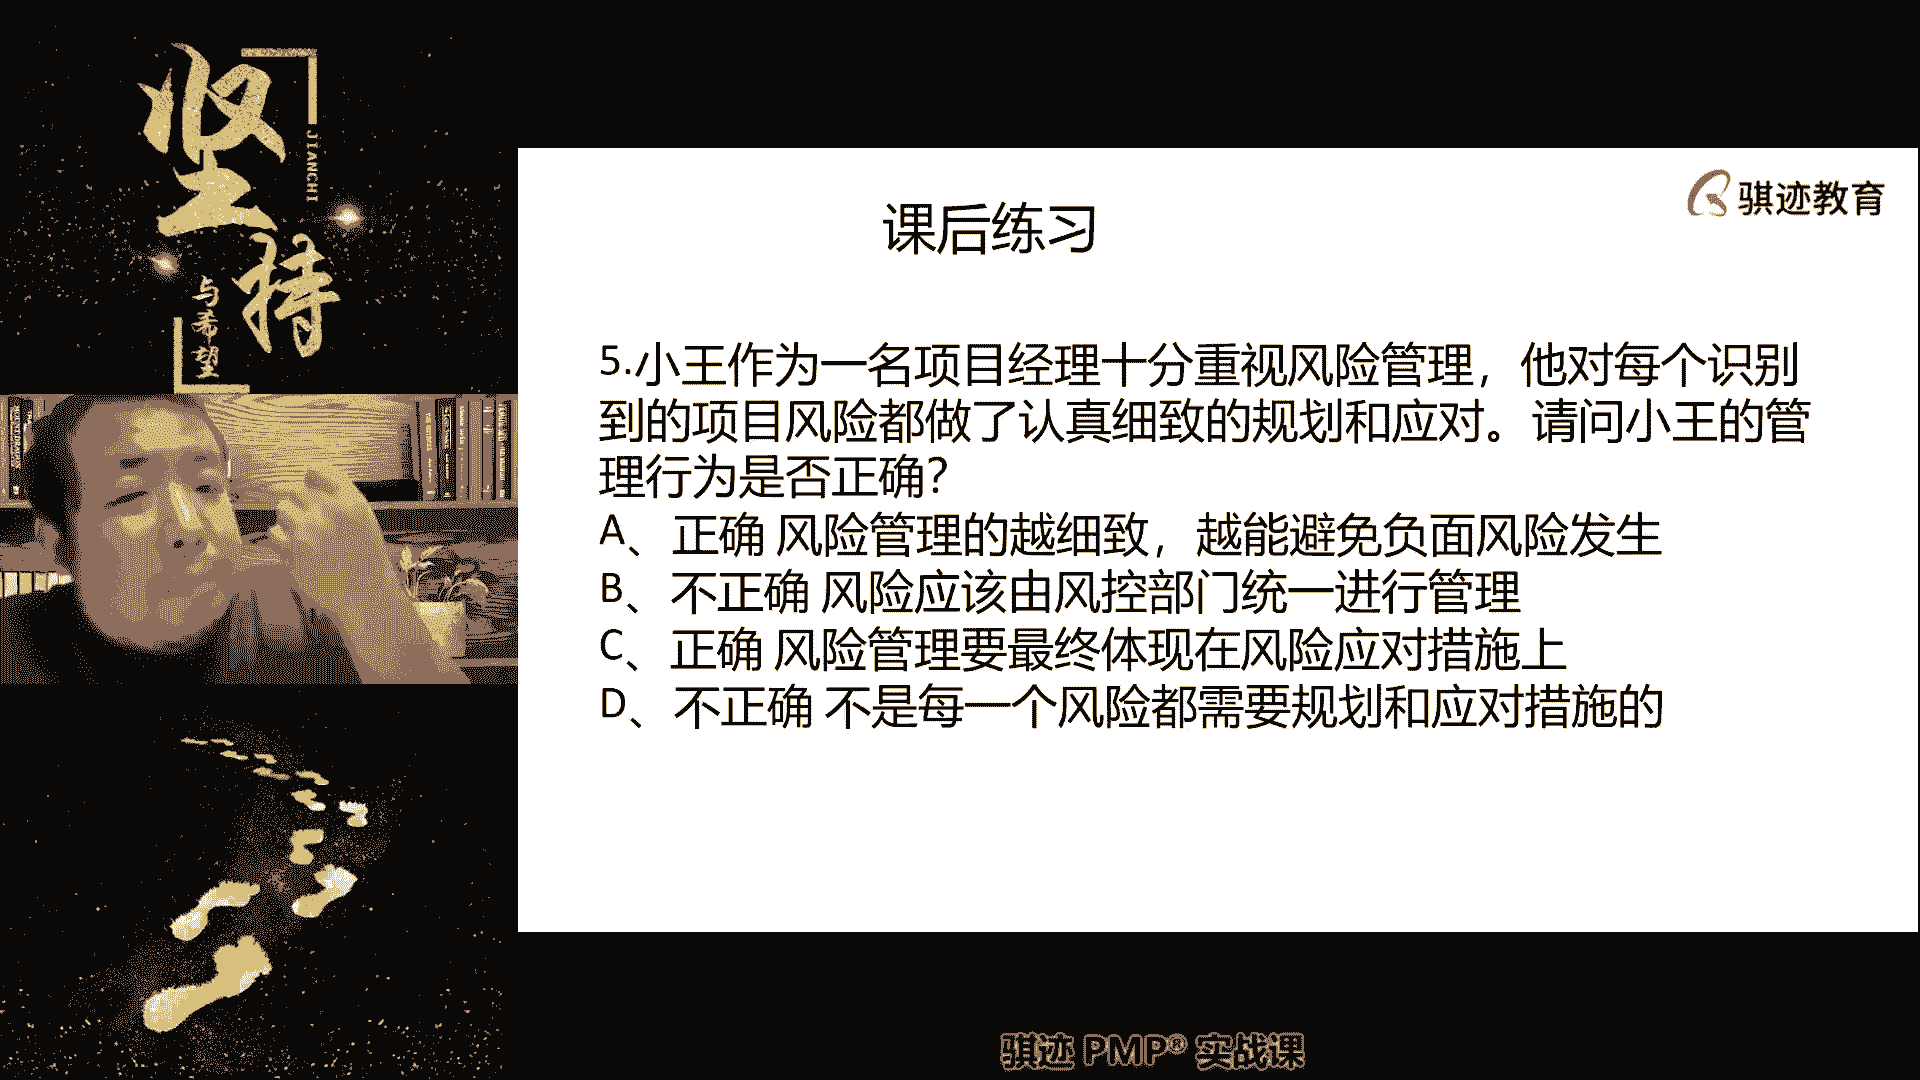 坚持
JIANCHI
与希望
骐迹教育
课后练习
5.小王作为一名项目经理十分重视风险管理，他对每个识别
到的项目风险都做了认真细致的规划和应对。请问小王的管
理行为是否正确？
A、正确 风险管理的越细致，越能避免负面风险发生
B、不正确 风险应该由风控部门统一进行管理
C、正确 风险管理要最终体现在风险应对措施上
D、不正确 不是每一个风险都需要规划和应对措施的
骐迹 PMP® 实战课